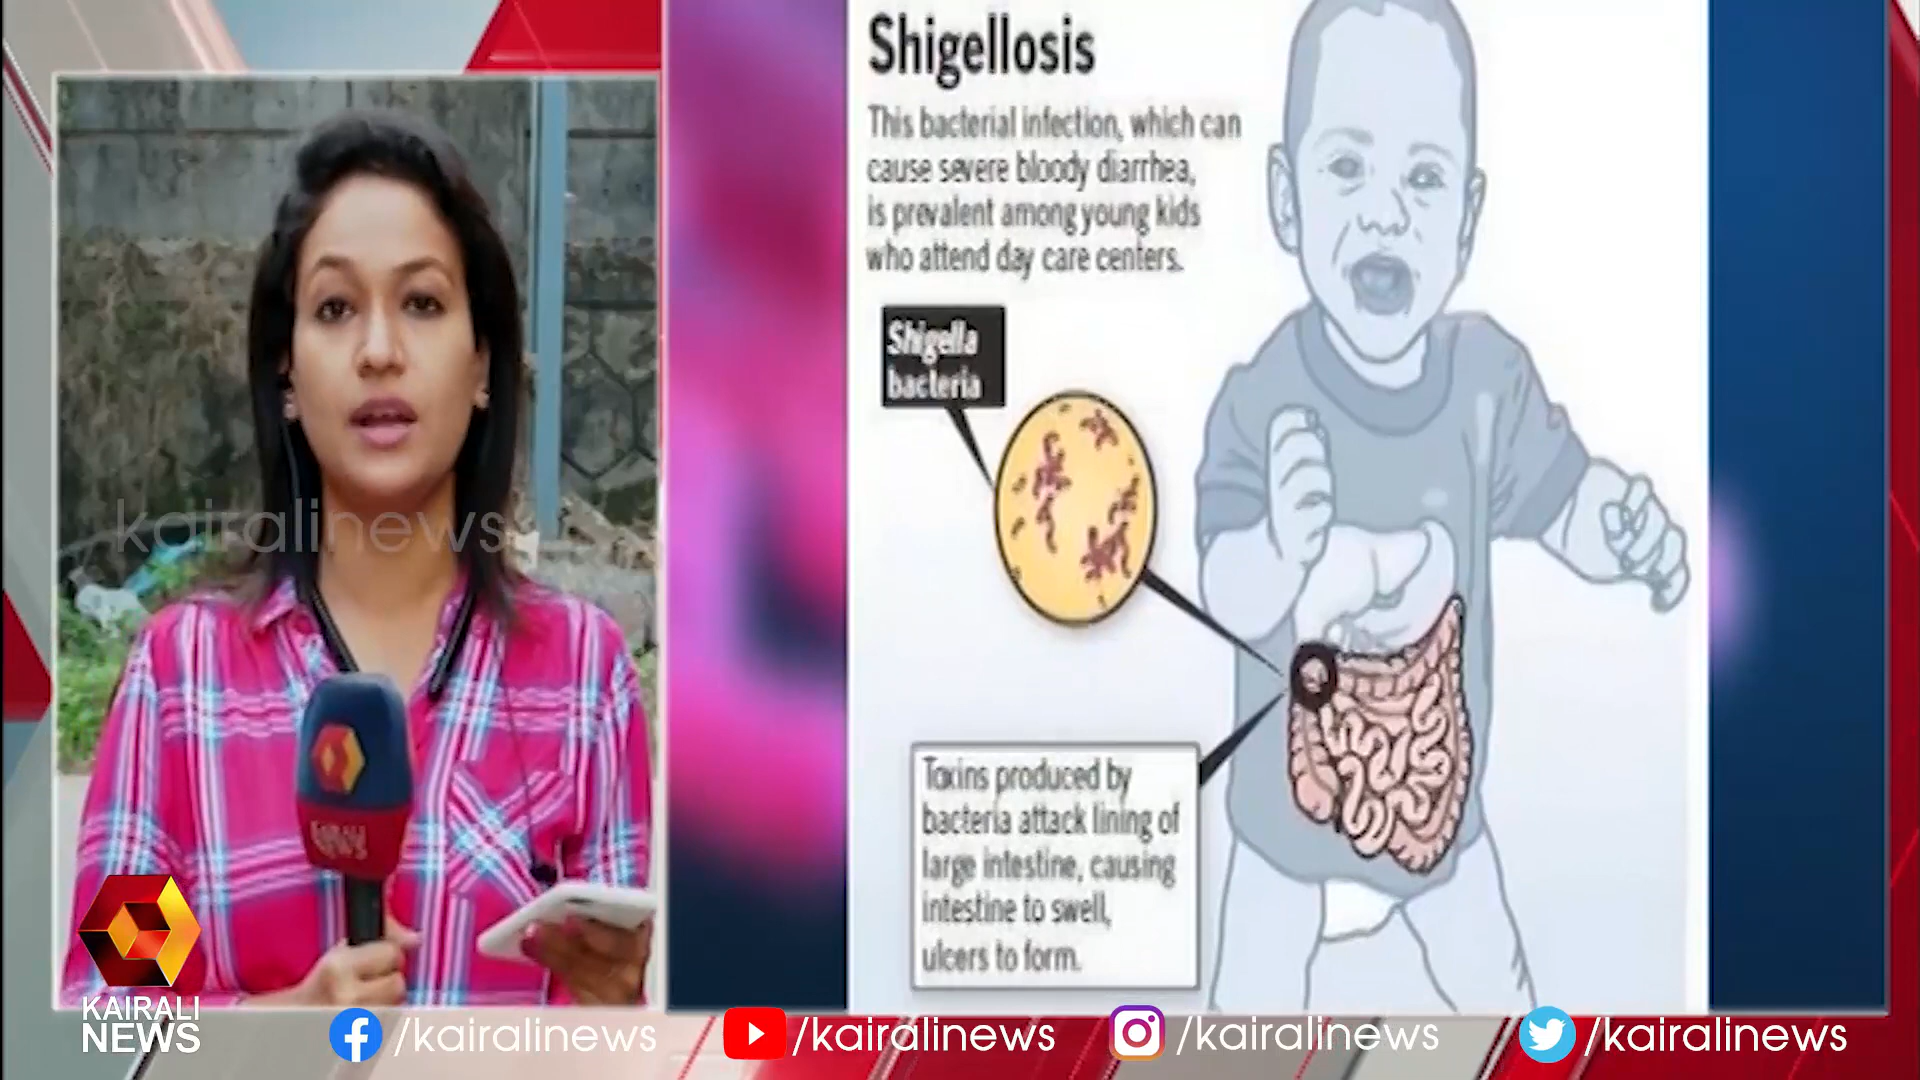 Shigellosis
This bacterial infection, which can
cause severe bloody diarrhea,
is prevalent among young kids
who attend day care centers.
Shigella
bacteria
Toxins produced by
bacteria attack lining of
large intestine, causing
intestine to swell,
ulcers to form.
kairalinews
KAIRALI
NEWS
/kairalinews
/kairalinews
/kairalinews
/kairalinews